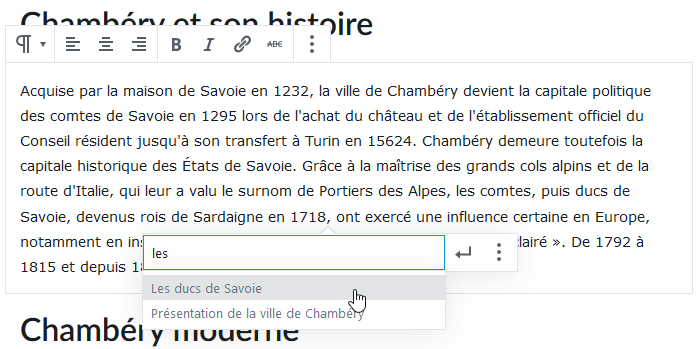 Chambéry et son histoire
B I ABC
Acquise par la maison de Savoie en 1232, la ville de Chambéry devient la capitale politique
des comtes de Savoie en 1295 lors de l'achat du château et de l'établissement officiel du
Conseil résident jusqu'à son transfert à Turin en 15624. Chambéry demeure toutefois la
capitale historique des États de Savoie. Grâce à la maîtrise des grands cols alpins et de la
route d'Italie, qui leur a valu le surnom de Portiers des Alpes, les comtes, puis ducs de
Savoie, devenus rois de Sardaigne en 1718, ont exercé une influence certaine en Europe,
notamment en ». De 1792 à
les
1815 et depuis
Les ducs de Savoie
Présentation de la ville de Chambéry
Chambéry moderne